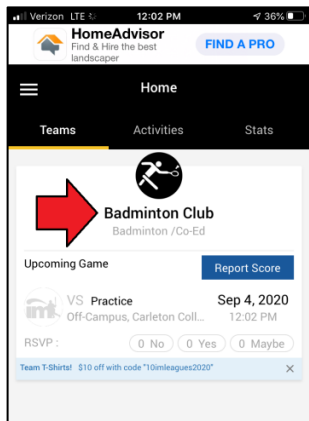 Verizon LTE 12:02 PM 36%
HomeAdvisor
Find & Hire the best
landscaper
FIND A PRO
Home
Teams Activities Stats
Badminton Club
Badminton /Co-Ed
Upcoming Game Report Score
im VS Practice Sep 4, 2020
Off-Campus, Carleton Coll... 12:02 PM
RSVP : 0 No 0 Yes 0 Maybe
Team T-Shirts! $10 off with code "10imleagues2020" ×